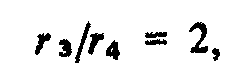 r₃/r₄ = 2,